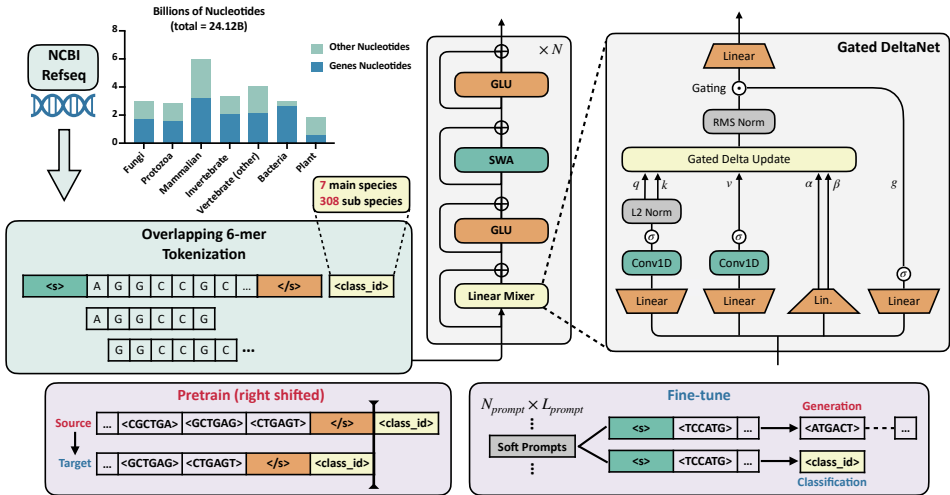 Billions of Nucleotides
(total = 24.12B)
NCBI
Refseq
8
6
4
2
0
Other Nucleotides
Genes Nucleotides
Fungi
Protozoa
Mammalian
Invertebrate
Vertebrate (other)
Bacteria
Plant
7 main species
308 sub species
Overlapping 6-mer
Tokenization
<s> A G G C C G C ... </s> <class_id>
A G G C C G
G G C C G C ...
× N
GLU
SWA
GLU
Linear Mixer
Gated DeltaNet
Linear
Gating
RMS Norm
Gated Delta Update
q k v α β g
L2 Norm
σ σ σ
Conv1D Conv1D
Linear Linear Lin. Linear
Pretrain (right shifted)
Source ... <CGCTGA> <GCTGAG> <CTGAGT> </s> <class_id>
Target ... <GCTGAG> <CTGAGT> </s> <class_id>
Fine-tune
N_prompt × L_prompt
Soft Prompts
Generation
<s> <TCCATG> ... <ATGACT> ...
<s> <TCCATG> ... <class_id>
Classification